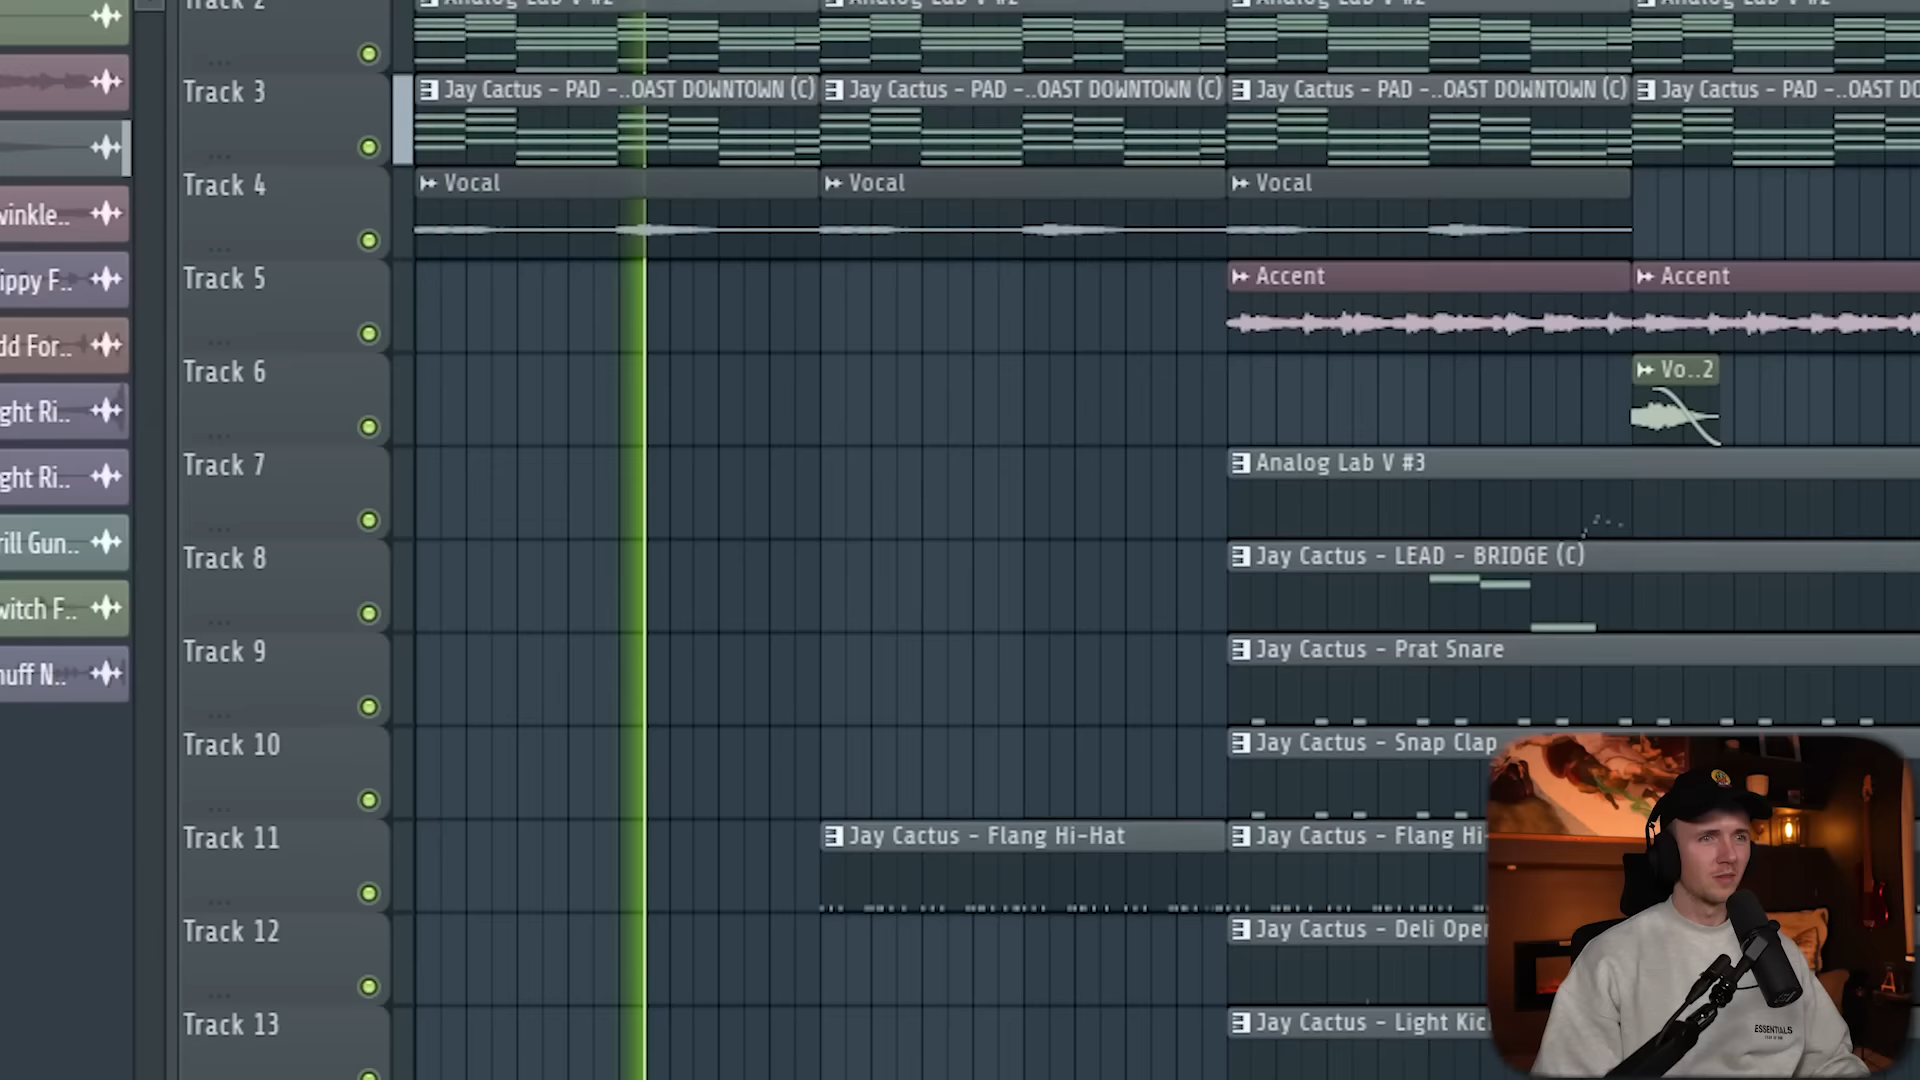 Track 2
Analog Lab V #2
Analog Lab V #2
Analog Lab V #2
Analog Lab V #2
Track 3
Jay Cactus - PAD -..OAST DOWNTOWN (C)
Jay Cactus - PAD -..OAST DOWNTOWN (C)
Jay Cactus - PAD -..OAST DOWNTOWN (C)
Jay Cactus - PAD -..OAST DO
Track 4
Vocal
Vocal
Vocal
winkle..
Track 5
Accent
Accent
ippy F..
dd For..
Track 6
Vo..2
ght Ri..
Track 7
Analog Lab V #3
ght Ri..
rill Gun..
Track 8
Jay Cactus - LEAD - BRIDGE (C)
witch F..
Track 9
Jay Cactus - Prat Snare
nuff N..
Track 10
Jay Cactus - Snap Clap
Track 11
Jay Cactus - Flang Hi-Hat
Jay Cactus - Flang Hi-
Track 12
Jay Cactus - Deli Oper
Track 13
Jay Cactus - Light Kic
ESSENTIALS